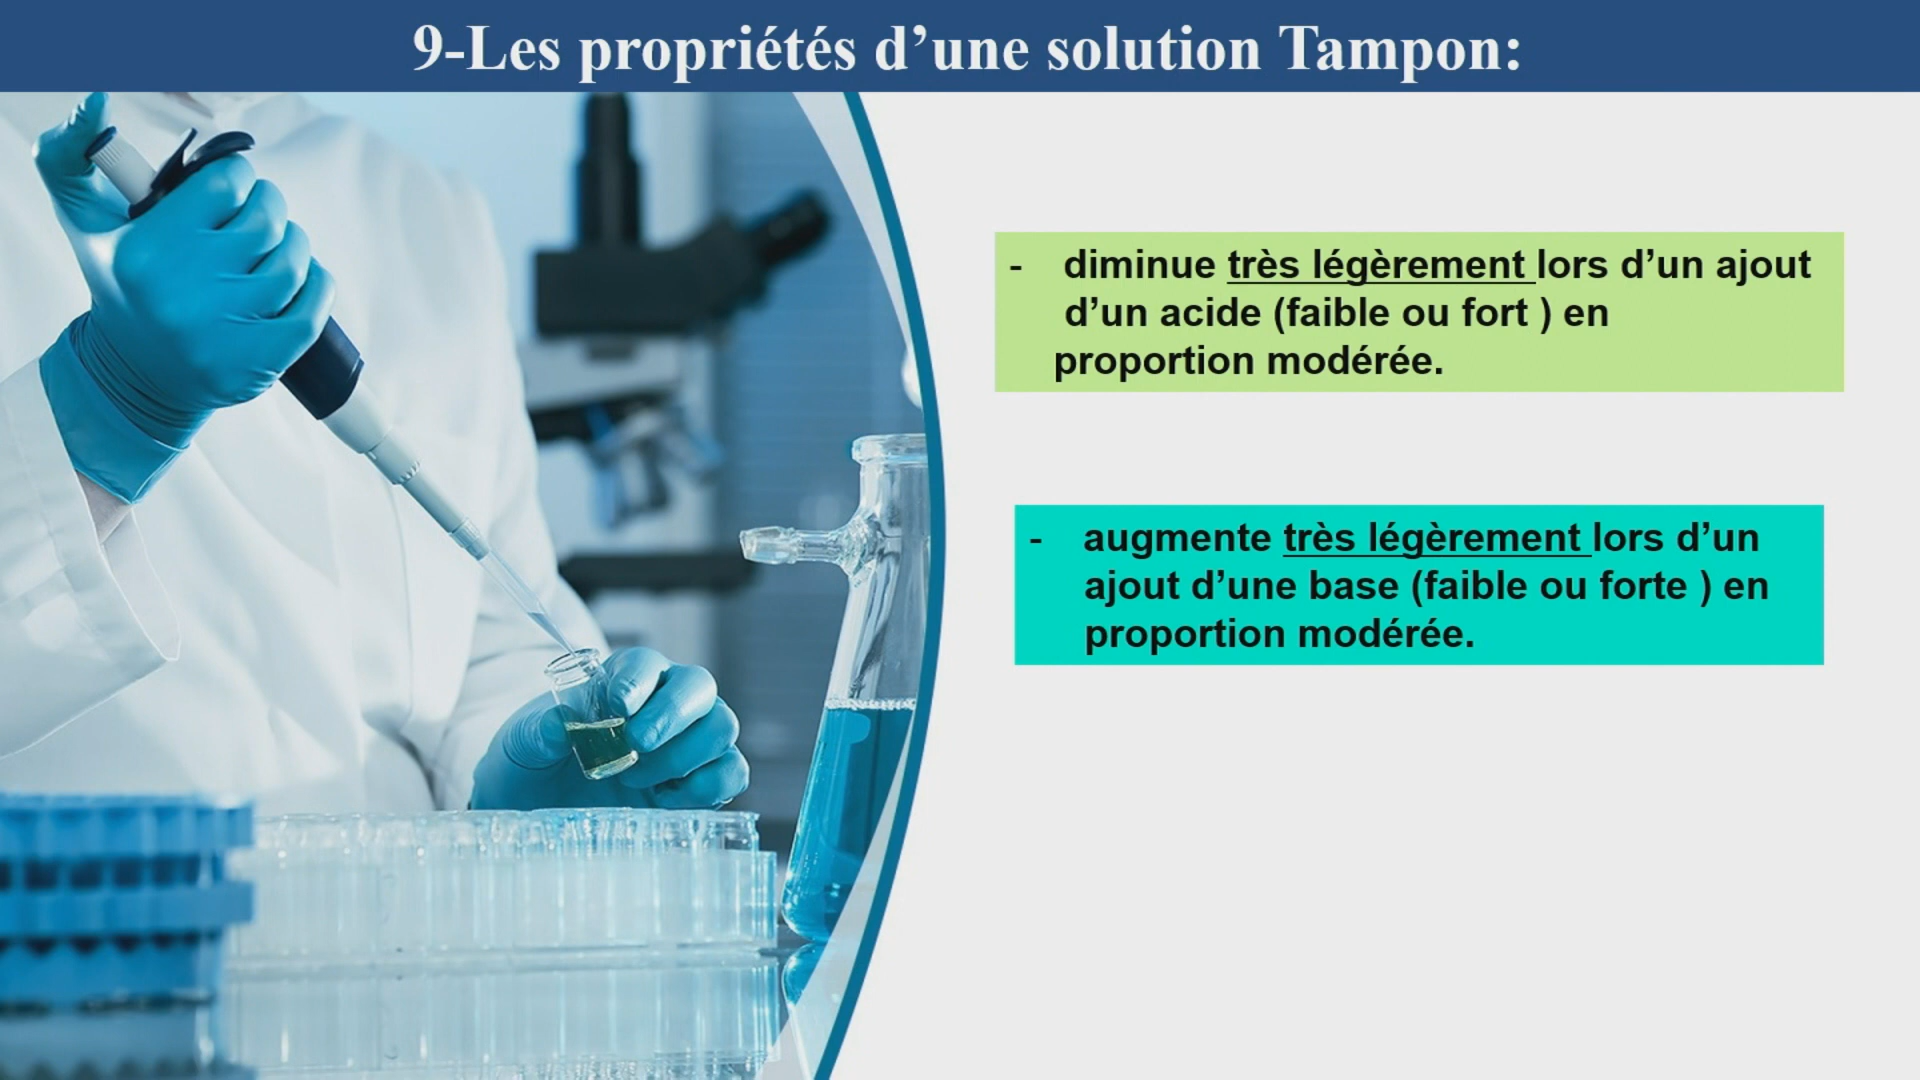 9-Les propriétés d’une solution Tampon:
- diminue très légèrement lors d’un ajout
d’un acide (faible ou fort ) en
proportion modérée.
- augmente très légèrement lors d’un
ajout d’une base (faible ou forte ) en
proportion modérée.